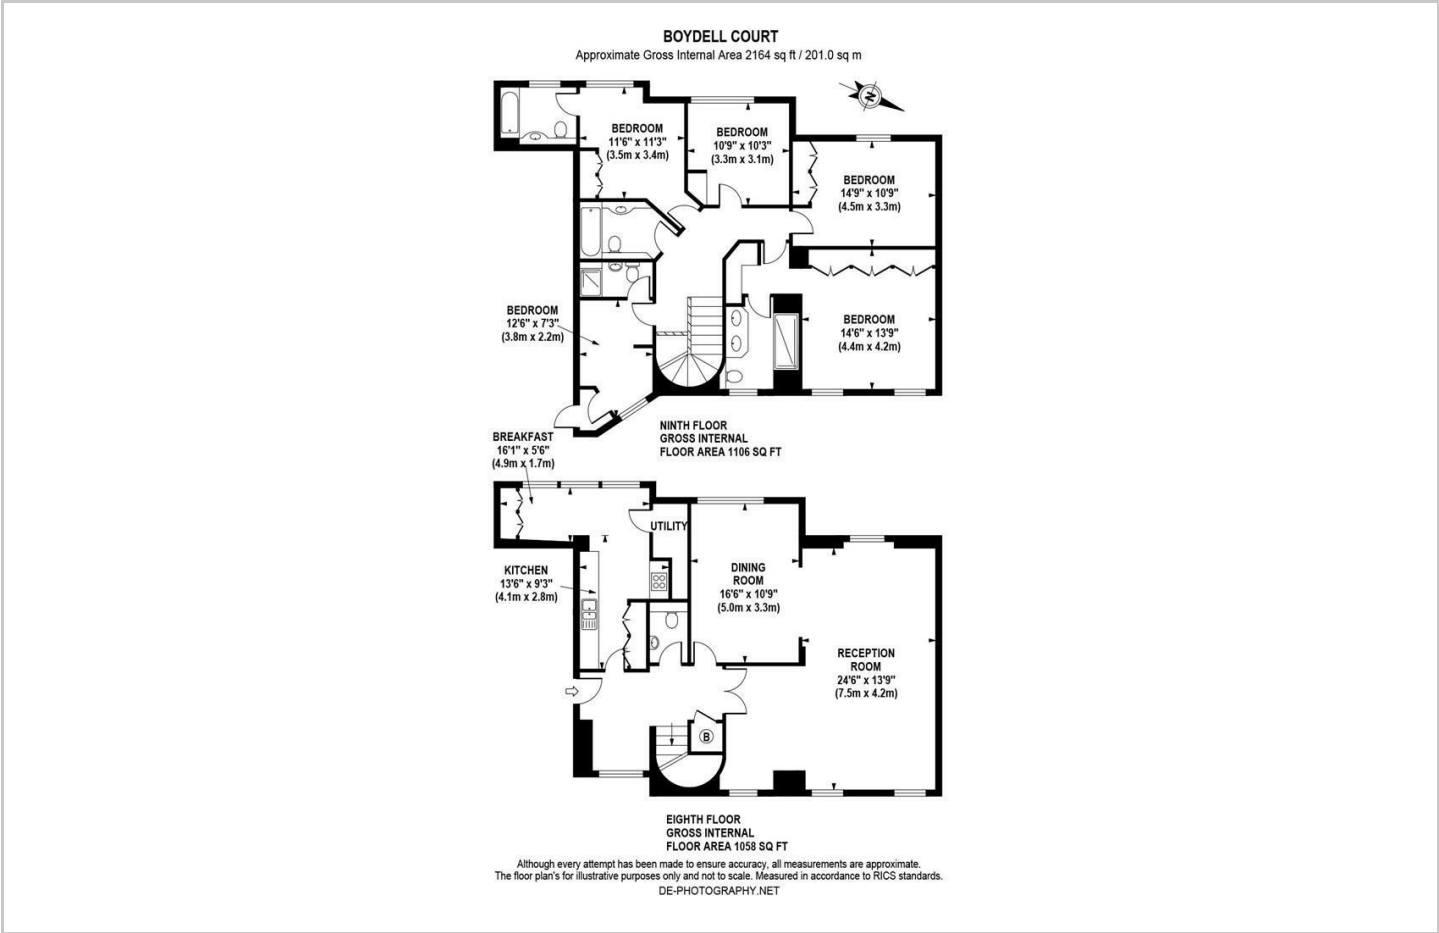 BOYDELL COURT
Approximate Gross Internal Area 2164 sq ft / 201.0 sq m
N
BEDROOM
11'6" x 11'3"
(3.5m x 3.4m)
BEDROOM
10'9" x 10'3"
(3.3m x 3.1m)
BEDROOM
14'9" x 10'9"
(4.5m x 3.3m)
BEDROOM
12'6" x 7'3"
(3.8m x 2.2m)
BEDROOM
14'6" x 13'9"
(4.4m x 4.2m)
NINTH FLOOR
GROSS INTERNAL
FLOOR AREA 1106 SQ FT
BREAKFAST
16'1" x 5'6"
(4.9m x 1.7m)
UTILITY
KITCHEN
13'6" x 9'3"
(4.1m x 2.8m)
DINING
ROOM
16'6" x 10'9"
(5.0m x 3.3m)
RECEPTION
ROOM
24'6" x 13'9"
(7.5m x 4.2m)
B
EIGHTH FLOOR
GROSS INTERNAL
FLOOR AREA 1058 SQ FT
Although every attempt has been made to ensure accuracy, all measurements are approximate.
The floor plan's for illustrative purposes only and not to scale. Measured in accordance to RICS standards.
DE-PHOTOGRAPHY.NET